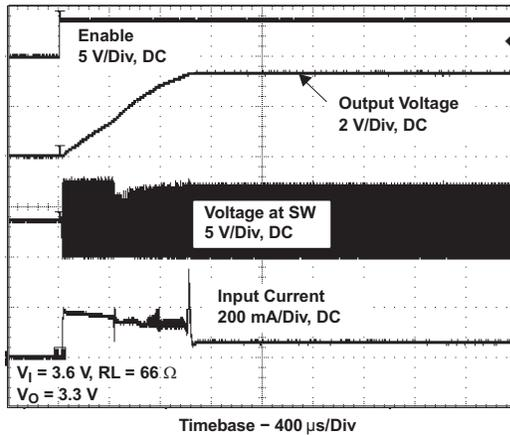 Enable
5 V/Div, DC
Output Voltage
2 V/Div, DC
Voltage at SW
5 V/Div, DC
Input Current
200 mA/Div, DC
V_I = 3.6 V, RL = 66 Ω
V_O = 3.3 V
Timebase − 400 μs/Div